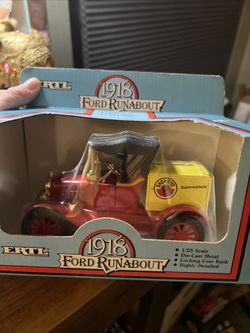 ERTL
1918
FORD RUNABOUT
Supermarkets
• 1/25 Scale
• Die-Cast Metal
• Locking Coin Bank
• Highly Detailed
ERTL
1918
FORD RUNABOUT